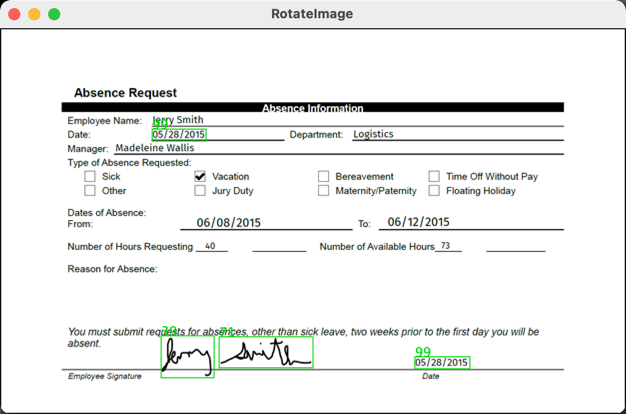 RotateImage
Absence Request
Absence Information
Employee Name: Jerry Smith
99
Date: 05/28/2015 Department: Logistics
Manager: Madeleine Wallis
Type of Absence Requested:
Sick Vacation Bereavement Time Off Without Pay
Other Jury Duty Maternity/Paternity Floating Holiday
Dates of Absence:
From: 06/08/2015 To: 06/12/2015
Number of Hours Requesting 40 Number of Available Hours 73
Reason for Absence:
You must submit requests for absences, other than sick leave, two weeks prior to the first day you will be
absent.
39 71 99
Jerry Smith 05/28/2015
Employee Signature Date